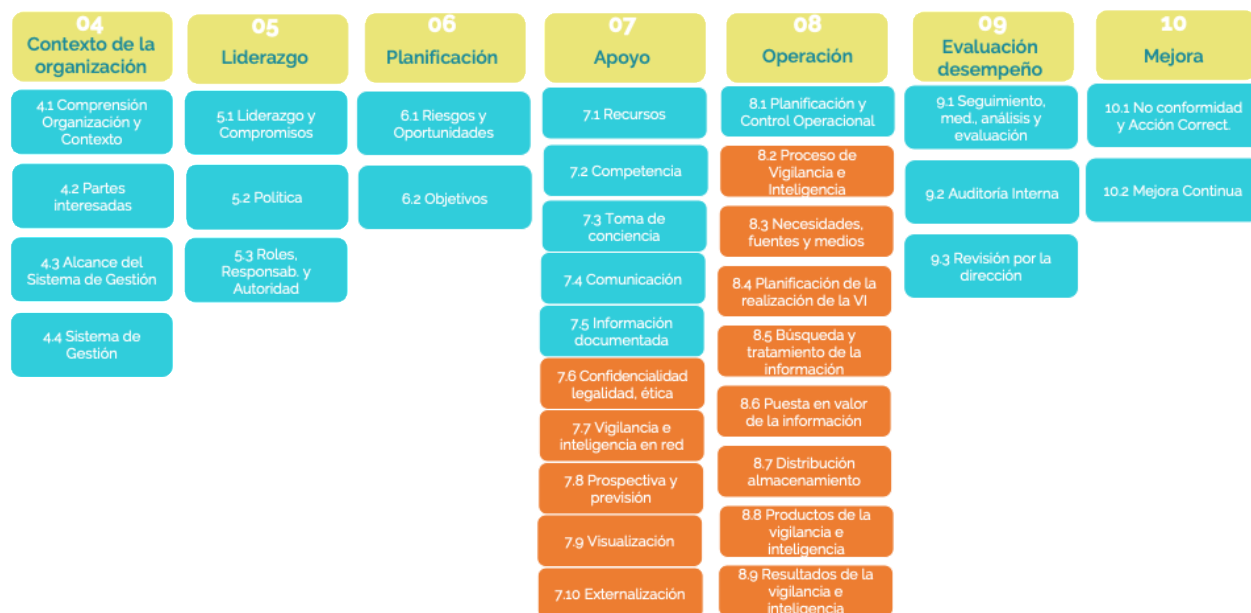 04
Contexto de la
organización
4.1 Comprensión
Organización y
Contexto
4.2 Partes
interesadas
4.3 Alcance del
Sistema de Gestión
4.4 Sistema de
Gestión
05
Liderazgo
5.1 Liderazgo y
Compromisos
5.2 Política
5.3 Roles,
Responsab. y
Autoridad
06
Planificación
6.1 Riesgos y
Oportunidades
6.2 Objetivos
07
Apoyo
7.1 Recursos
7.2 Competencia
7.3 Toma de
conciencia
7.4 Comunicación
7.5 Información
documentada
7.6 Confidencialidad
legalidad, ética
7.7 Vigilancia e
inteligencia en red
7.8 Prospectiva y
previsión
7.9 Visualización
7.10 Externalización
08
Operación
8.1 Planificación y
Control Operacional
8.2 Proceso de
Vigilancia e
Inteligencia
8.3 Necesidades,
fuentes y medios
8.4 Planificación de la
realización de la VI
8.5 Búsqueda y
tratamiento de la
información
8.6 Puesta en valor
de la información
8.7 Distribución
almacenamiento
8.8 Productos de la
vigilancia e
inteligencia
8.9 Resultados de la
vigilancia e
inteligencia
09
Evaluación
desempeño
9.1 Seguimiento,
med., análisis y
evaluación
9.2 Auditoría Interna
9.3 Revisión por la
dirección
10
Mejora
10.1 No conformidad
y Acción Correct.
10.2 Mejora Continua